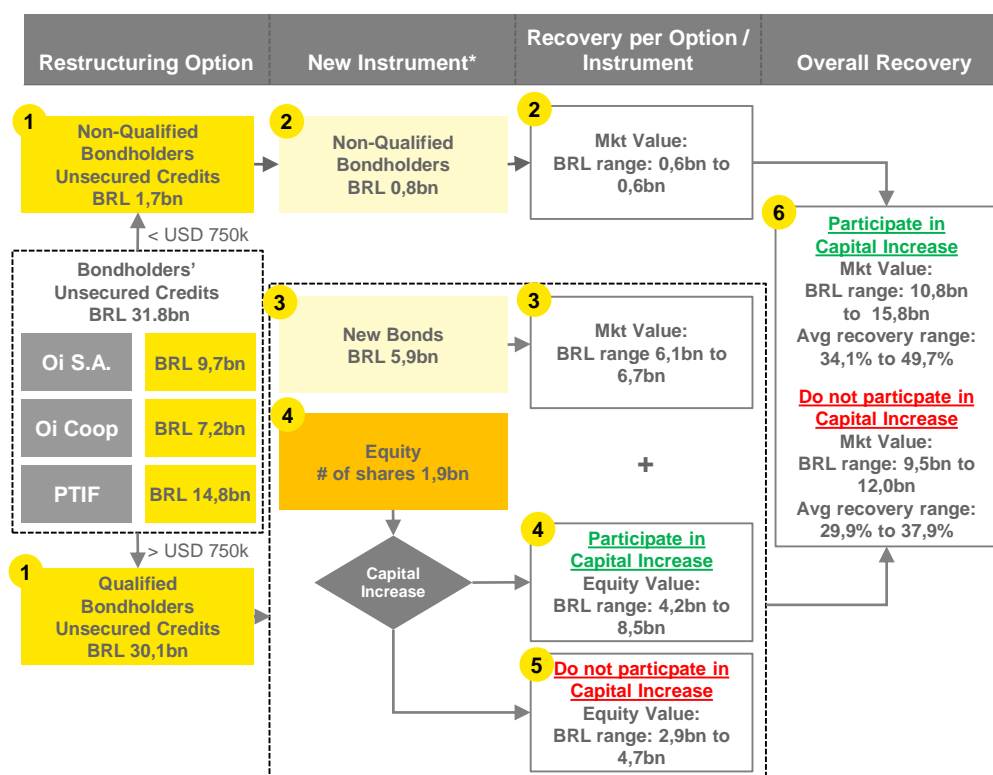 Restructuring Option
New Instrument*
Recovery per Option /
Instrument
Overall Recovery
1
Non-Qualified
Bondholders
Unsecured Credits
BRL 1,7bn
2
Non-Qualified
Bondholders
BRL 0,8bn
2
Mkt Value:
BRL range: 0,6bn to
0,6bn
< USD 750k
Bondholders'
Unsecured Credits
BRL 31.8bn
Oi S.A.
BRL 9,7bn
Oi Coop
BRL 7,2bn
PTIF
BRL 14,8bn
> USD 750k
1
Qualified
Bondholders
Unsecured Credits
BRL 30,1bn
3
New Bonds
BRL 5,9bn
3
Mkt Value:
BRL range 6,1bn to
6,7bn
4
Equity
# of shares 1,9bn
+
Capital
Increase
4
Participate in
Capital Increase
Equity Value:
BRL range: 4,2bn to
8,5bn
5
Do not particpate in
Capital Increase
Equity Value:
BRL range: 2,9bn to
4,7bn
6
Participate in
Capital Increase
Mkt Value:
BRL range: 10,8bn
to 15,8bn
Avg recovery range:
34,1% to 49,7%
Do not particpate in
Capital Increase
Mkt Value:
BRL range: 9,5bn to
12,0bn
Avg recovery range:
29,9% to 37,9%